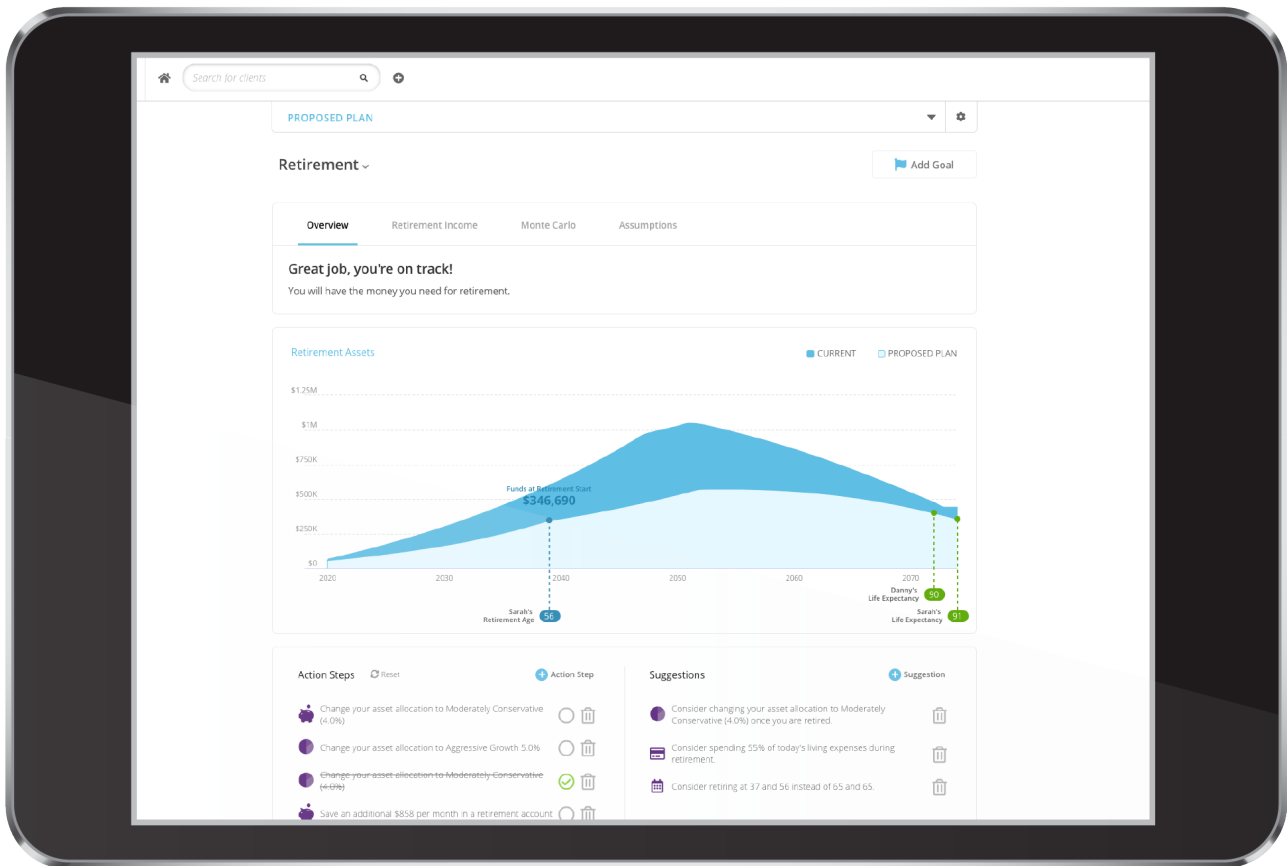 Search for clients
PROPOSED PLAN
Retirement
Add Goal
Overview
Retirement Income
Monte Carlo
Assumptions
Great job, you're on track!
You will have the money you need for retirement.
Retirement Assets
CURRENT
PROPOSED PLAN
$1.25M
$1M
$750K
$500K
$250K
$0
Funds at Retirement Start
$346,690
2020
2030
2040
2050
2060
2070
Danny's
Life Expectancy
90
Sarah's
Retirement Age
56
Sarah's
Life Expectancy
91
Action Steps
Reset
Action Step
Change your asset allocation to Moderately Conservative
(4.0%)
Change your asset allocation to Aggressive Growth 5.0%
Change your asset allocation to Moderately Conservative
(4.0%)
Save an additional $858 per month in a retirement account
Suggestions
Suggestion
Consider changing your asset allocation to Moderately
Conservative (4.0%) once you are retired.
Consider spending 55% of today's living expenses during
retirement.
Consider retiring at 37 and 56 instead of 65 and 65.